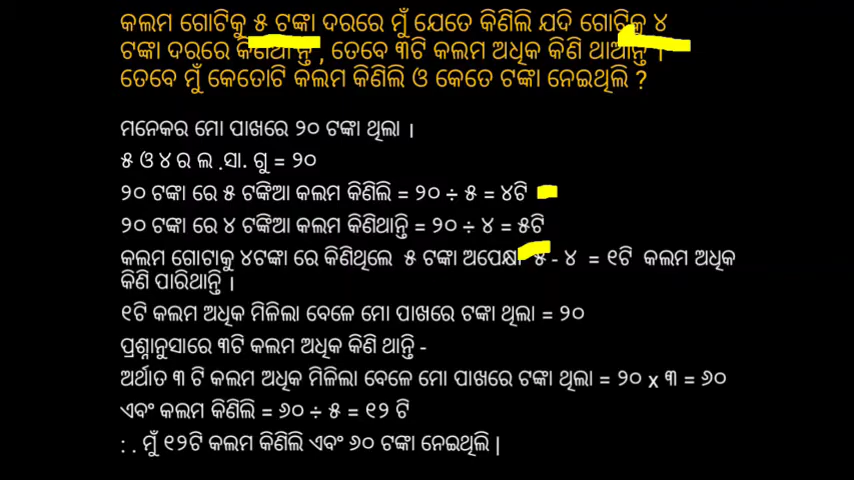 କଲମ ଗୋଟିକୁ ୫ ଟଙ୍କା ଦରରେ ମୁଁ ଯେତେ କିଣିଲି ଯଦି ଗୋଟିକୁ ୪
ଟଙ୍କା ଦରରେ କିଣିଥାନ୍ତି , ତେବେ ୩ଟି କଲମ ଅଧିକ କିଣି ଥାଆନ୍ତି ।
ତେବେ ମୁଁ କେତୋଟି କଲମ କିଣିଲି ଓ କେତେ ଟଙ୍କା ନେଇଥିଲି ?
ମନେକର ମୋ ପାଖରେ ୨୦ ଟଙ୍କା ଥିଲା ।
୫ ଓ ୪ ର ଲ .ସା. ଗୁ = ୨୦
୨୦ ଟଙ୍କା ରେ ୫ ଟଙ୍କିଆ କଲମ କିଣିଲି = ୨୦ ÷ ୫ = ୪ଟି
୨୦ ଟଙ୍କା ରେ ୪ ଟଙ୍କିଆ କଲମ କିଣିଥାନ୍ତି = ୨୦ ÷ ୪ = ୫ଟି
କଲମ ଗୋଟାକୁ ୪ଟଙ୍କା ରେ କିଣିଥିଲେ ୫ ଟଙ୍କା ଅପେକ୍ଷା ୫ - ୪ = ୧ଟି କଲମ ଅଧିକ
କିଣି ପାରିଥାନ୍ତି ।
୧ଟି କଲମ ଅଧିକ ମିଳିଲା ବେଳେ ମୋ ପାଖରେ ଟଙ୍କା ଥିଲା = ୨୦
ପ୍ରଶ୍ନାନୁସାରେ ୩ଟି କଲମ ଅଧିକ କିଣି ଥାନ୍ତି -
ଅର୍ଥାତ ୩ ଟି କଲମ ଅଧିକ ମିଳିଲା ବେଳେ ମୋ ପାଖରେ ଟଙ୍କା ଥିଲା = ୨୦ x ୩ = ୬୦
ଏବଂ କଲମ କିଣିଲି = ୬୦ ÷ ୫ = ୧୨ ଟି
: . ମୁଁ ୧୨ଟି କଲମ କିଣିଲି ଏବଂ ୬୦ ଟଙ୍କା ନେଇଥିଲି |